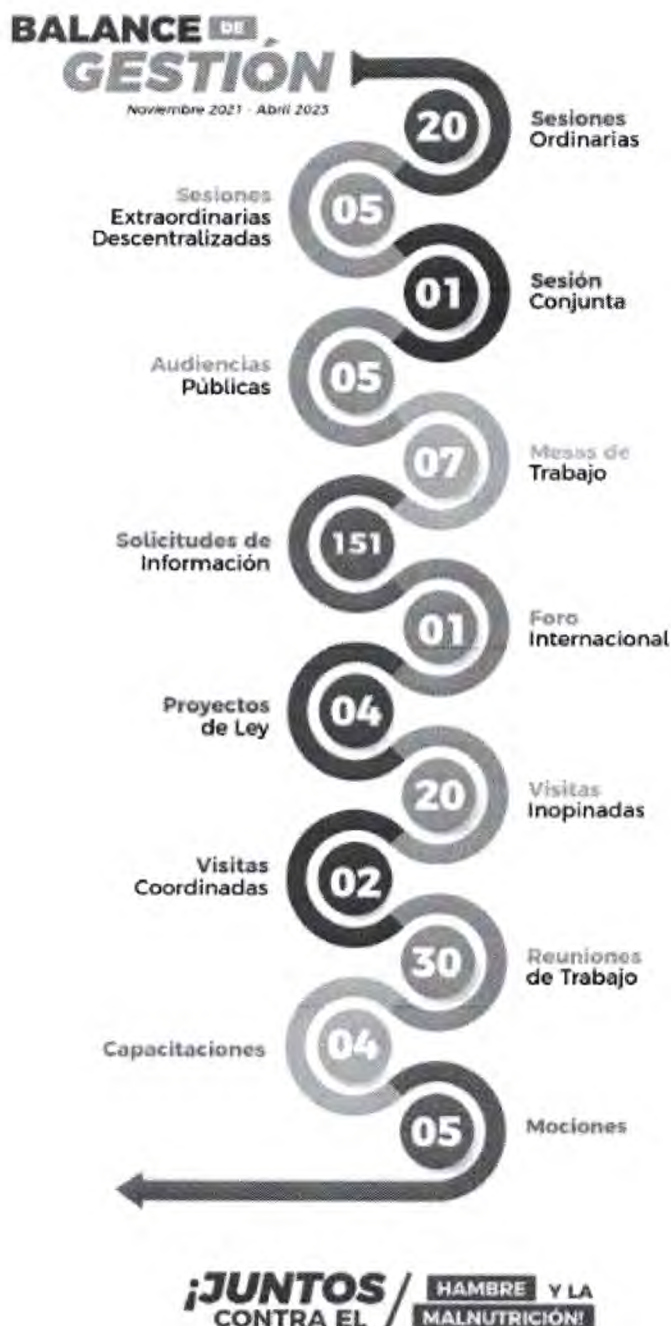 BALANCE DE
GESTIÓN
Noviembre 2021 - Abril 2023
20
Sesiones
Ordinarias
Sesiones
Extraordinarias
Descentralizadas
05
01
Sesión
Conjunta
Audiencias
Públicas
05
07
Mesas de
Trabajo
Solicitudes de
Información
151
01
Foro
Internacional
Proyectos
de Ley
04
20
Visitas
Inopinadas
Visitas
Coordinadas
02
30
Reuniones
de Trabajo
Capacitaciones
04
05
Mociones
¡JUNTOS
CONTRA EL
HAMBRE Y LA
MALNUTRICIÓN!